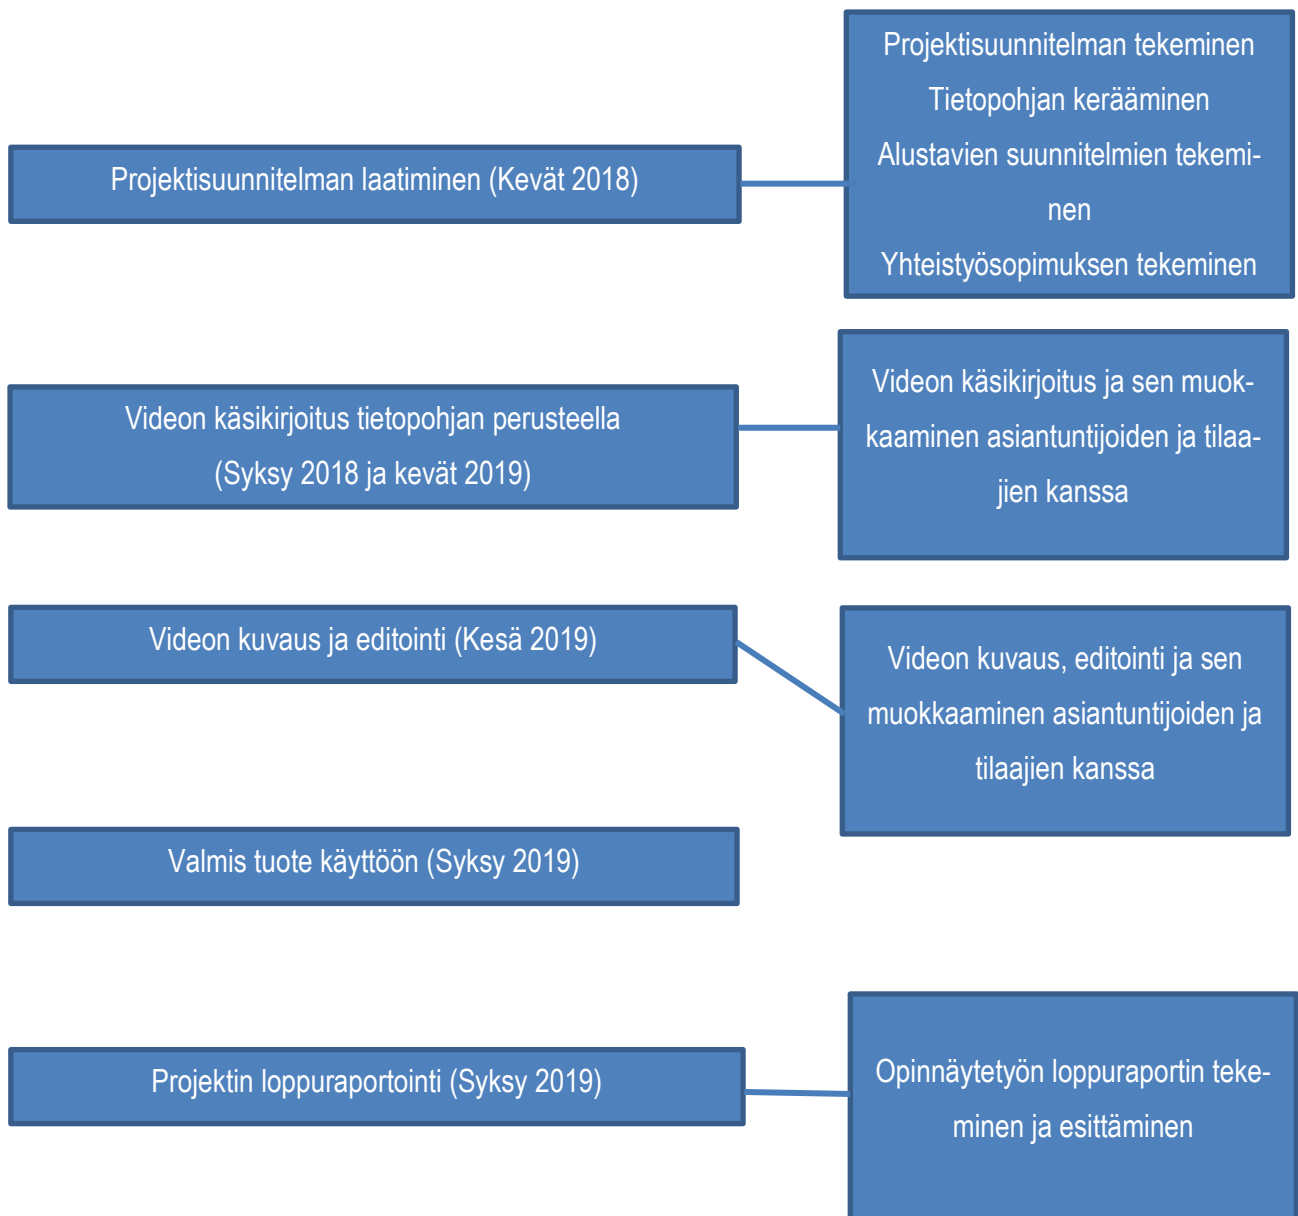 Projektisuunnitelman laatiminen (Kevät 2018)
Projektisuunnitelman tekeminen
Tietopohjan kerääminen
Alustavien suunnitelmien tekemi-
nen
Yhteistyösopimuksen tekeminen
Videon käsikirjoitus tietopohjan perusteella
(Syksy 2018 ja kevät 2019)
Videon käsikirjoitus ja sen muok-
kaaminen asiantuntijoiden ja tilaa-
jien kanssa
Videon kuvaus ja editointi (Kesä 2019)
Videon kuvaus, editointi ja sen
muokkaaminen asiantuntijoiden ja
tilaajien kanssa
Valmis tuote käyttöön (Syksy 2019)
Projektin loppuraportointi (Syksy 2019)
Opinnäytetyön loppuraportin teke-
minen ja esittäminen